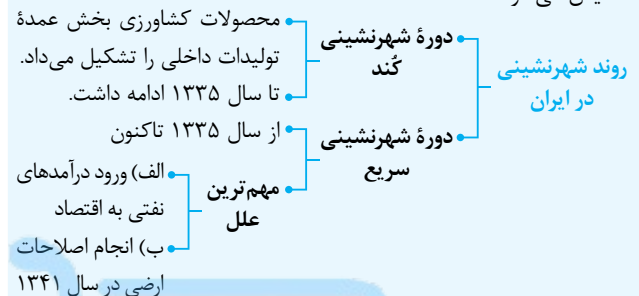 روند شهرنشینی
در ایران
دورهٔ شهرنشینی
کُند
محصولات کشاورزی بخش عمدهٔ
تولیدات داخلی را تشکیل می‌داد.
تا سال ۱۳۳۵ ادامه داشت.
دورهٔ شهرنشینی
سریع
از سال ۱۳۳۵ تاکنون
مهم‌ترین
علل
الف) ورود درآمدهای
نفتی به اقتصاد
ب) انجام اصلاحات
ارضی در سال ۱۳۴۱